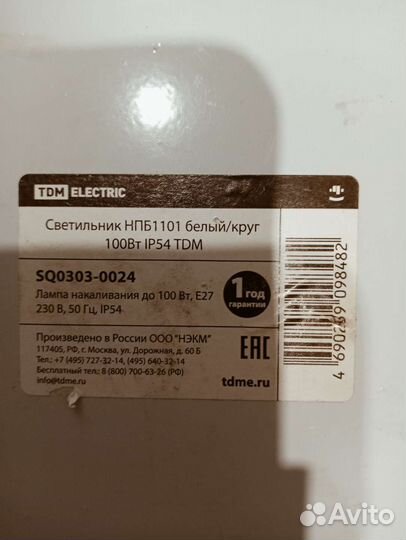 TDM ELECTRIC
Светильник НПБ1101 белый/круг
100Вт IP54 TDM
SQ0303-0024
Лампа накаливания до 100 Вт, Е27
230 В, 50 Гц, IP54
1 год
гарантии
Произведено в России ООО "НЭКМ"
117405, РФ, г. Москва, ул. Дорожная, д. 60 Б
Тел.: +7 (495) 727-32-14, (495) 640-32-14
Бесплатный тел.: 8 (800) 700-63-26 (РФ)
info@tdme.ru
EAC
tdme.ru
4 690259 098482
Avito